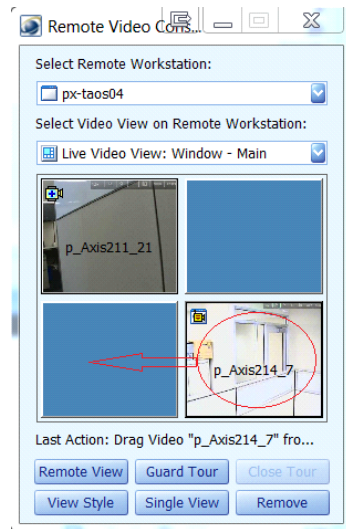 Remote Video Cons...
Select Remote Workstation:
px-taos04
Select Video View on Remote Workstation:
Live Video View: Window - Main
p_Axis211_21
p_Axis214_7
Last Action: Drag Video "p_Axis214_7" fro...
Remote View Guard Tour Close Tour
View Style Single View Remove